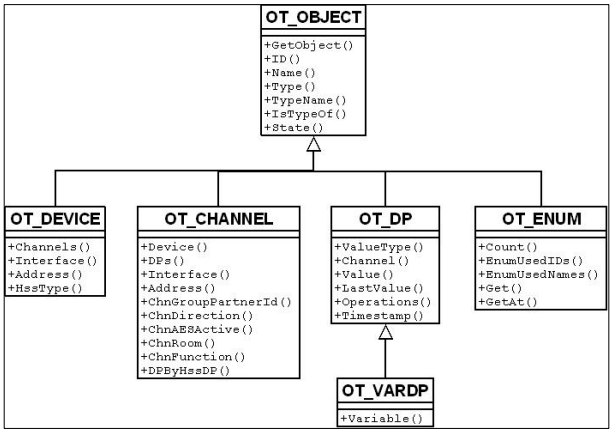 OT_OBJECT
+GetObject()
+ID()
+Name()
+Type()
+TypeName()
+IsTypeOf()
+State()
OT_DEVICE
+Channels()
+Interface()
+Address()
+HssType()
OT_CHANNEL
+Device()
+DPs()
+Interface()
+Address()
+ChnGroupPartnerId()
+ChnDirection()
+ChnAESActive()
+ChnRoom()
+ChnFunction()
+DPByHssDP()
OT_DP
+ValueType()
+Channel()
+Value()
+LastValue()
+Operations()
+Timestamp()
OT_ENUM
+Count()
+EnumUsedIDs()
+EnumUsedNames()
+Get()
+GetAt()
OT_VARDP
+Variable()